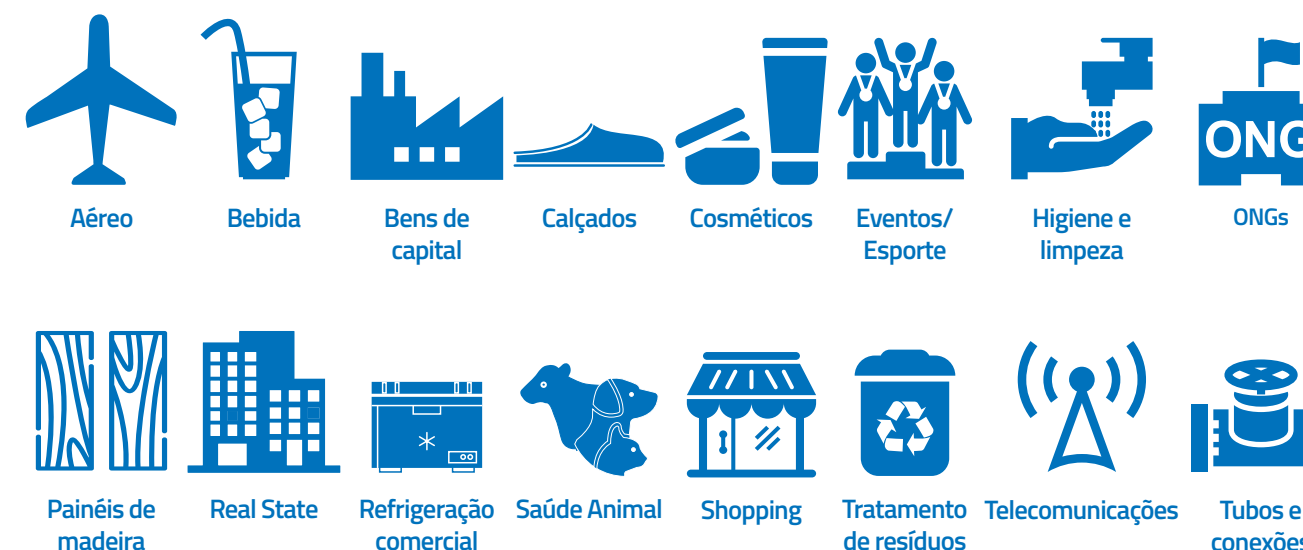 ONG
Aéreo
Bebida
Bens de
capital
Calçados
Cosméticos
Eventos/
Esporte
Higiene e
limpeza
ONGs
Painéis de
madeira
Real State
Refrigeração
comercial
Saúde Animal
Shopping
Tratamento
de resíduos
Telecomunicações
Tubos e
conexões